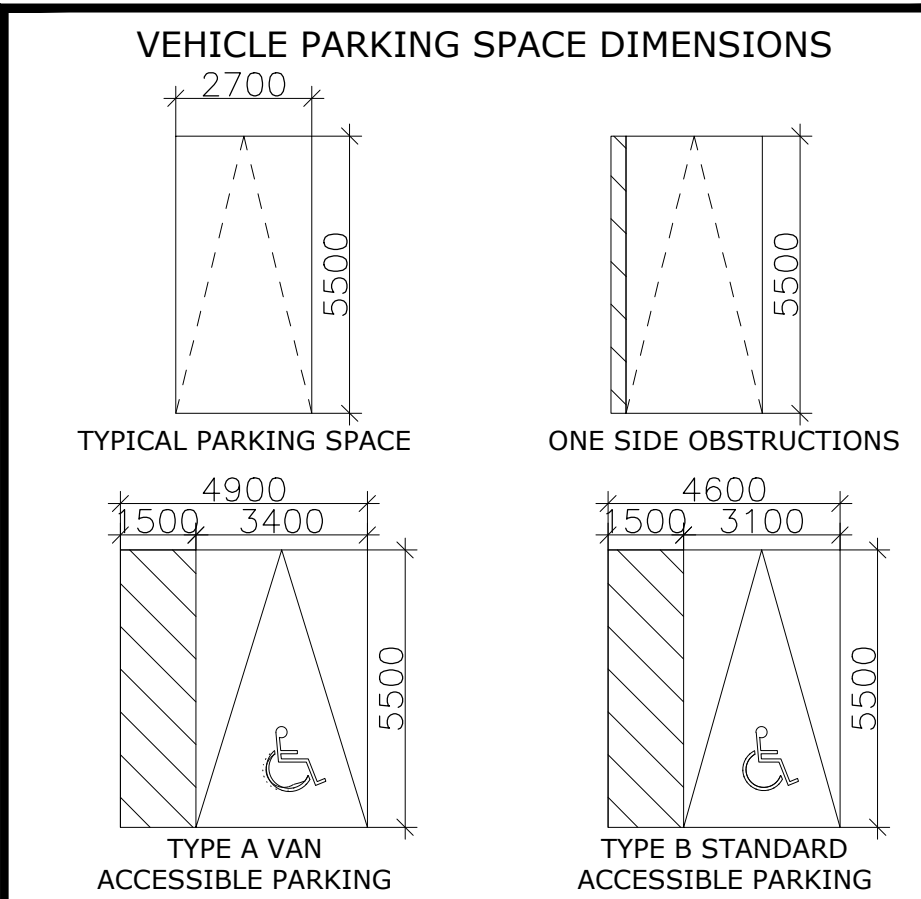 VEHICLE PARKING SPACE DIMENSIONS
2700
5500
5500
TYPICAL PARKING SPACE
ONE SIDE OBSTRUCTIONS
4900
1500 3400
5500
4600
1500 3100
5500
TYPE A VAN
ACCESSIBLE PARKING
TYPE B STANDARD
ACCESSIBLE PARKING